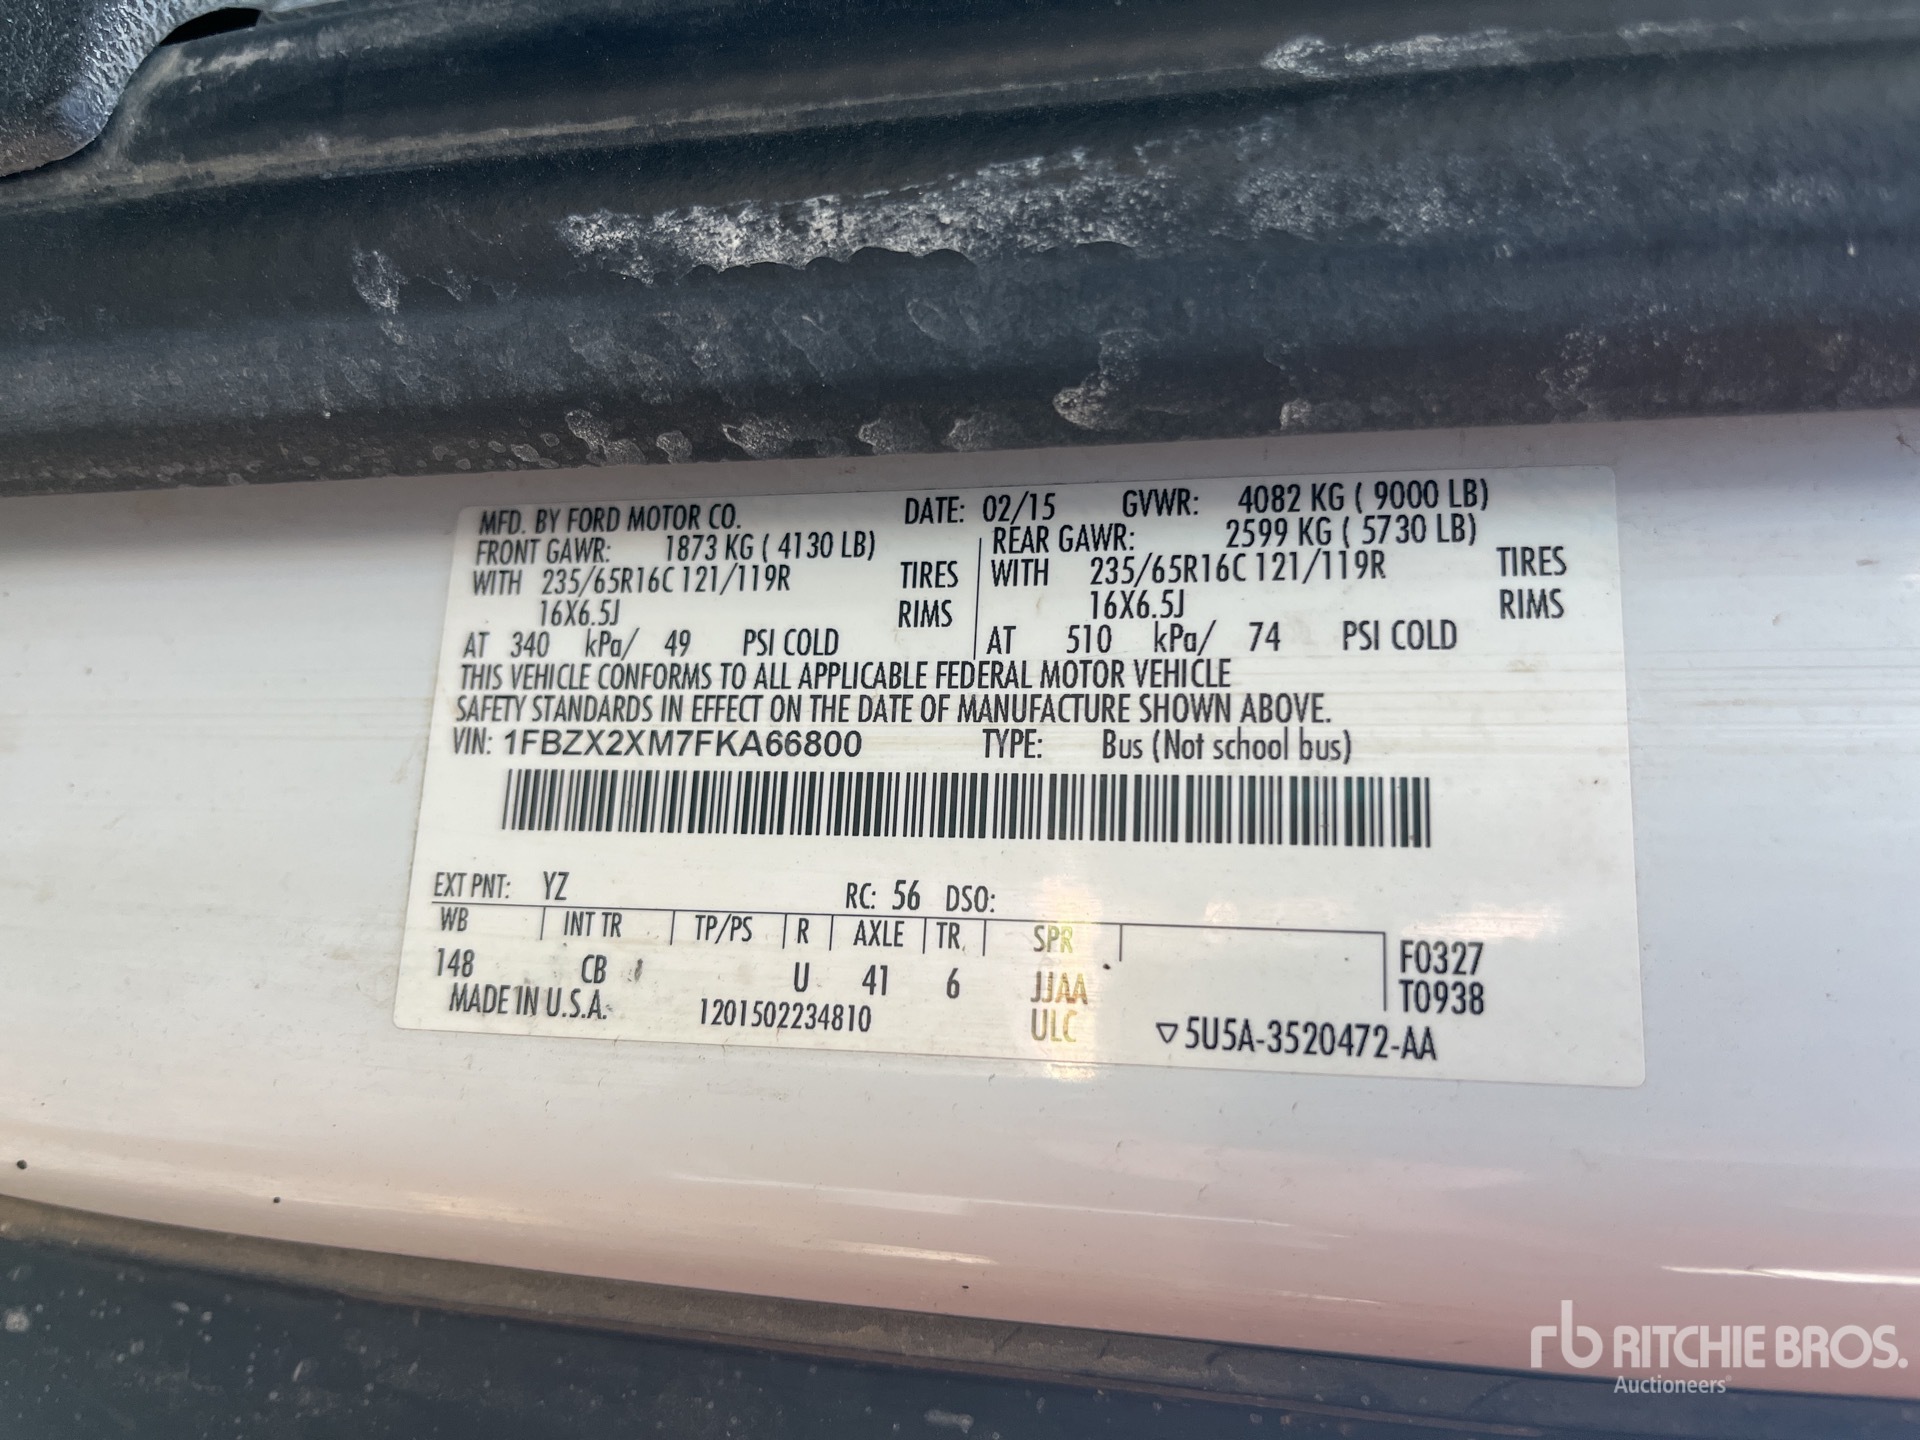 MFD. BY FORD MOTOR CO. DATE: 02/15 GVWR: 4082 KG ( 9000 LB)
FRONT GAWR: 1873 KG ( 4130 LB) REAR GAWR: 2599 KG ( 5730 LB)
WITH 235/65R16C 121/119R TIRES WITH 235/65R16C 121/119R TIRES
16X6.5J RIMS 16X6.5J RIMS
AT 340 kPa/ 49 PSI COLD AT 510 kPa/ 74 PSI COLD
THIS VEHICLE CONFORMS TO ALL APPLICABLE FEDERAL MOTOR VEHICLE
SAFETY STANDARDS IN EFFECT ON THE DATE OF MANUFACTURE SHOWN ABOVE.
VIN: 1FBZX2XM7FKA66800 TYPE: Bus (Not school bus)
EXT PNT: YZ RC: 56 DSO:
WB INT TR TP/PS R AXLE TR SPR F0327
148 CB U 41 6 JJAA T0938
MADE IN U.S.A. 1201502234810 ULC ▽5U5A-3520472-AA
rb RITCHIE BROS.
Auctioneers